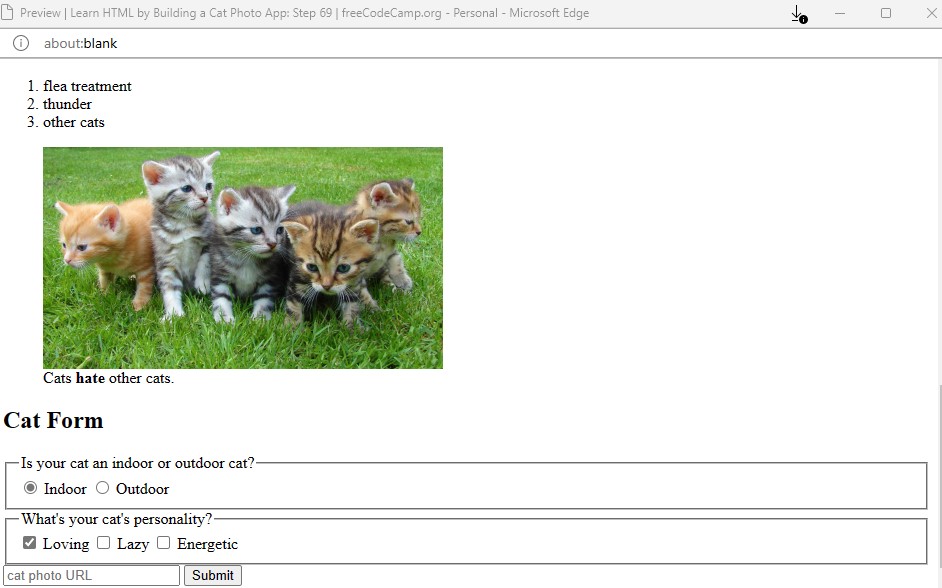 Preview | Learn HTML by Building a Cat Photo App: Step 69 | freeCodeCamp.org - Personal - Microsoft Edge
about:blank
1. flea treatment
2. thunder
3. other cats
Cats hate other cats.
Cat Form
Is your cat an indoor or outdoor cat?
Indoor Outdoor
What's your cat's personality?
Loving Lazy Energetic
cat photo URL Submit